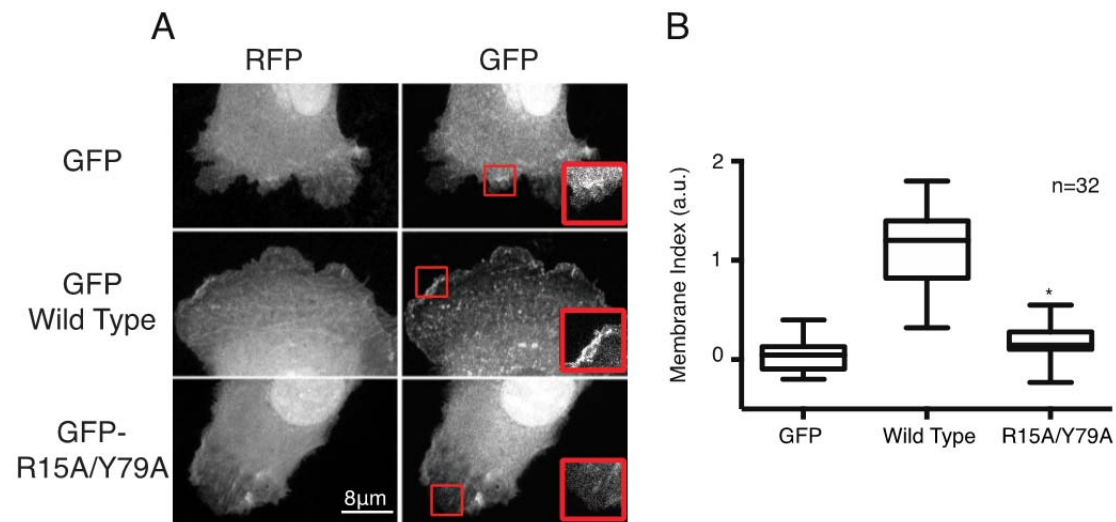 A
RFP
GFP
GFP
GFP
Wild Type
GFP-
R15A/Y79A
8μm
B
Membrane Index (a.u.)
2
1
0
n=32
*
GFP
Wild Type
R15A/Y79A